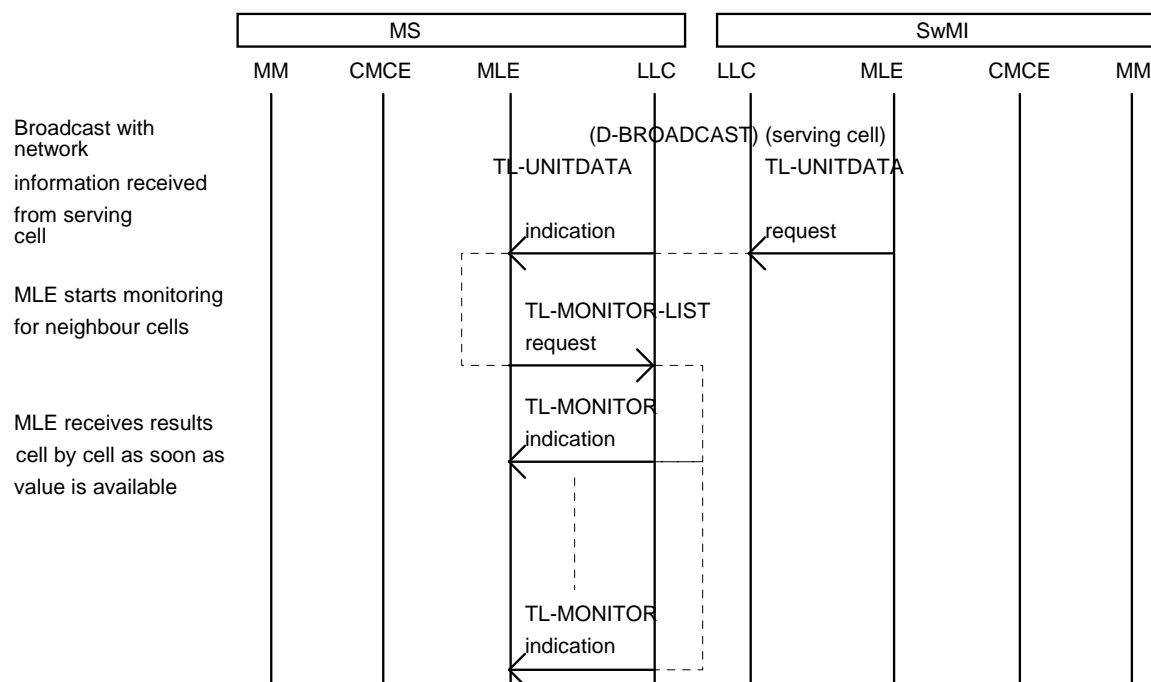 MS SwMI
MM CMCE MLE LLC LLC MLE CMCE MM
Broadcast with
network
information received
from serving
cell
(D-BROADCAST) (serving cell)
TL-UNITDATA TL-UNITDATA
indication request
MLE starts monitoring
for neighbour cells
TL-MONITOR-LIST
request
MLE receives results
cell by cell as soon as
value is available
TL-MONITOR
indication
TL-MONITOR
indication